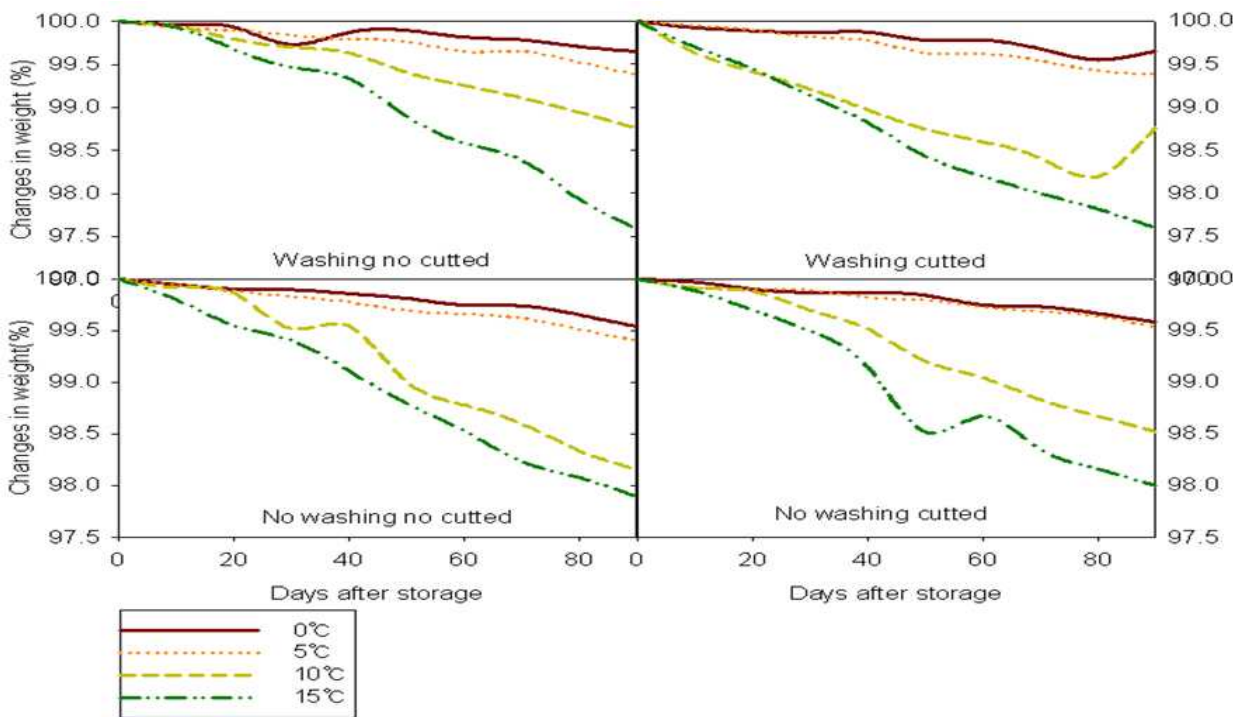 Changes in weight (%)
100.0
99.5
99.0
98.5
98.0
97.5
Washing no cutted
100.0
99.5
99.0
98.5
98.0
97.5
Washing cutted
Changes in weight(%)
99.5
99.0
98.5
98.0
97.5
No washing no cutted
0 20 40 60 80
Days after storage
99.5
99.0
98.5
98.0
97.5
No washing cutted
0 20 40 60 80
Days after storage
0℃
5℃
10℃
15℃